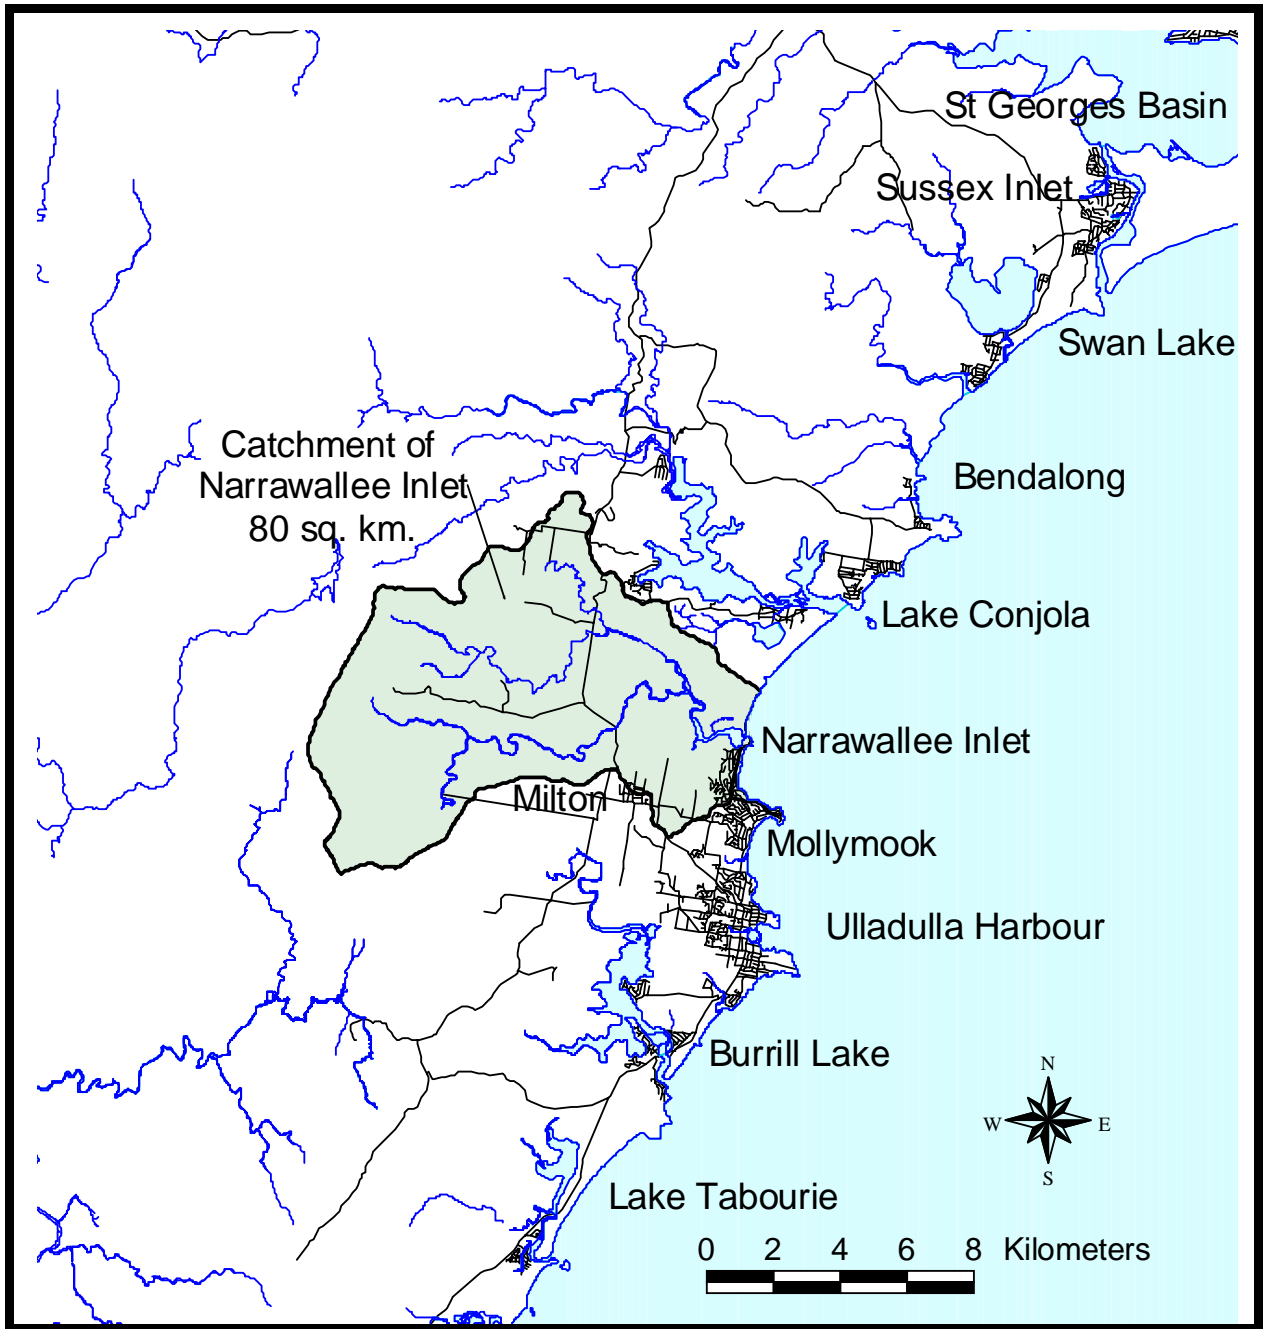 St Georges Basin
Sussex Inlet
Swan Lake
Catchment of
Narrawallee Inlet
80 sq. km.
Bendalong
Lake Conjola
Narrawallee Inlet
Milton
Mollymook
Ulladulla Harbour
Burrill Lake
N
W E
S
Lake Tabourie
0 2 4 6 8 Kilometers